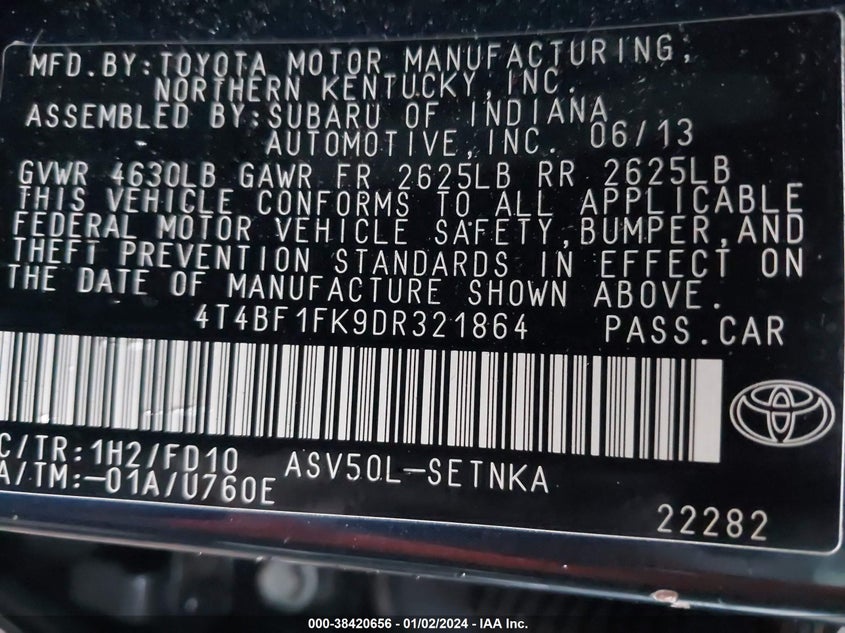 MFD.BY:TOYOTA MOTOR MANUFACTURING,
NORTHERN KENTUCKY,INC.
ASSEMBLED BY:SUBARU OF INDIANA
AUTOMOTIVE,INC. 06/13
GVWR 4630LB GAWR FR 2625LB RR 2625LB
THIS VEHICLE CONFORMS TO ALL APPLICABLE
FEDERAL MOTOR VEHICLE SAFETY,BUMPER,AND
THEFT PREVENTION STANDARDS IN EFFECT ON
THE DATE OF MANUFACTURE SHOWN ABOVE.
4T4BF1FK9DR321864 PASS.CAR
C/TR:1H2/FD10 ASV50L-SETNKA
A/TM:-01A/U760E
22282
000-38420656 - 01/02/2024 - IAA Inc.